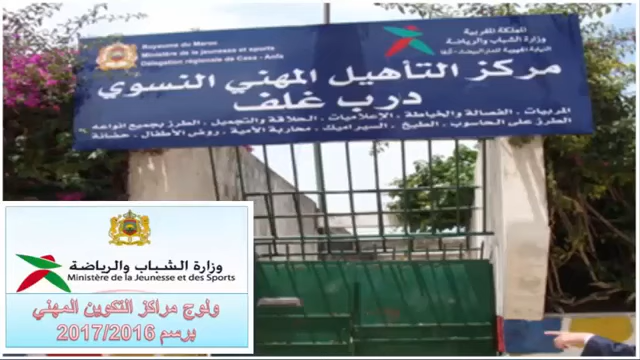 المملكة المغربية
وزارة الشباب والرياضة
Royaume du Maroc
Ministère de la jeunesse et sports
Délégation régionale de Casa - Anfa
مركز التأهيل المهني النسوي
درب غلف
المربيات . الفصالة والخياطة . الإعلاميات . الحلاقة والتجميل . الطرز بجميع انواعه
الطرز على الحاسوب . الطبخ . السيراميك . محاربة الأمية . روض الأطفال . حضانة
وزارة الشباب والرياضة
Ministère de la Jeunesse et des Sports
ولوج مراكز التكوين المهني
برسم 2017/2016